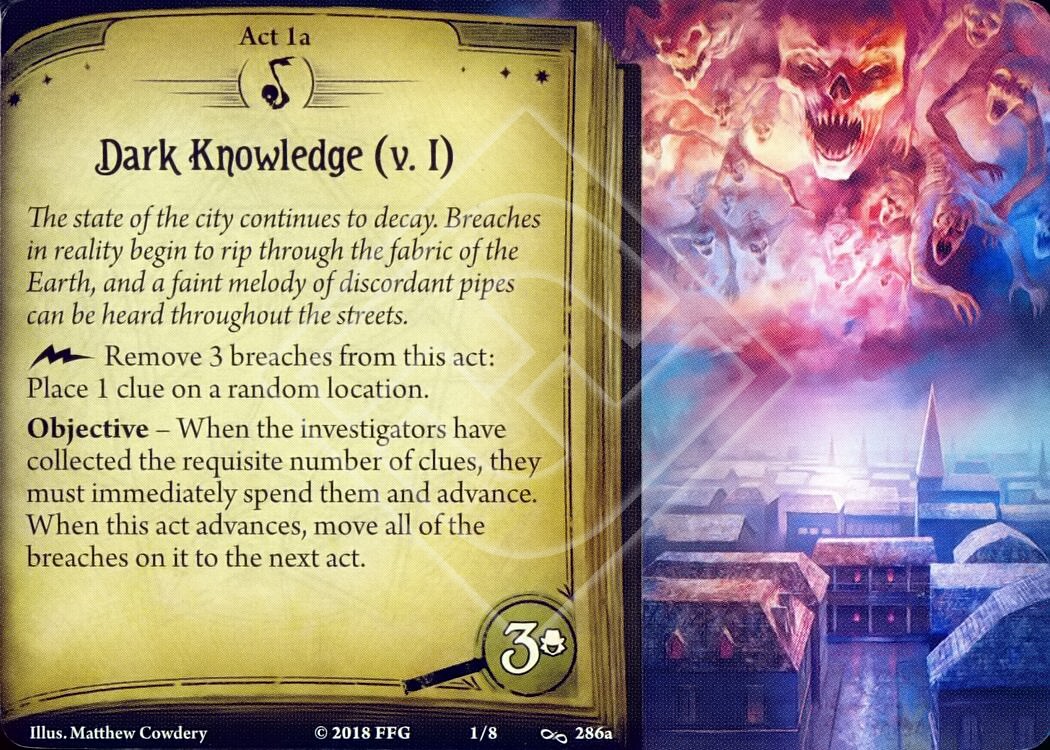 Act 1a
Dark Knowledge (v. I)
The state of the city continues to decay. Breaches
in reality begin to rip through the fabric of the
Earth, and a faint melody of discordant pipes
can be heard throughout the streets.
Remove 3 breaches from this act:
Place 1 clue on a random location.
Objective – When the investigators have
collected the requisite number of clues, they
must immediately spend them and advance.
When this act advances, move all of the
breaches on it to the next act.
3
Illus. Matthew Cowdery © 2018 FFG 1/8 286a